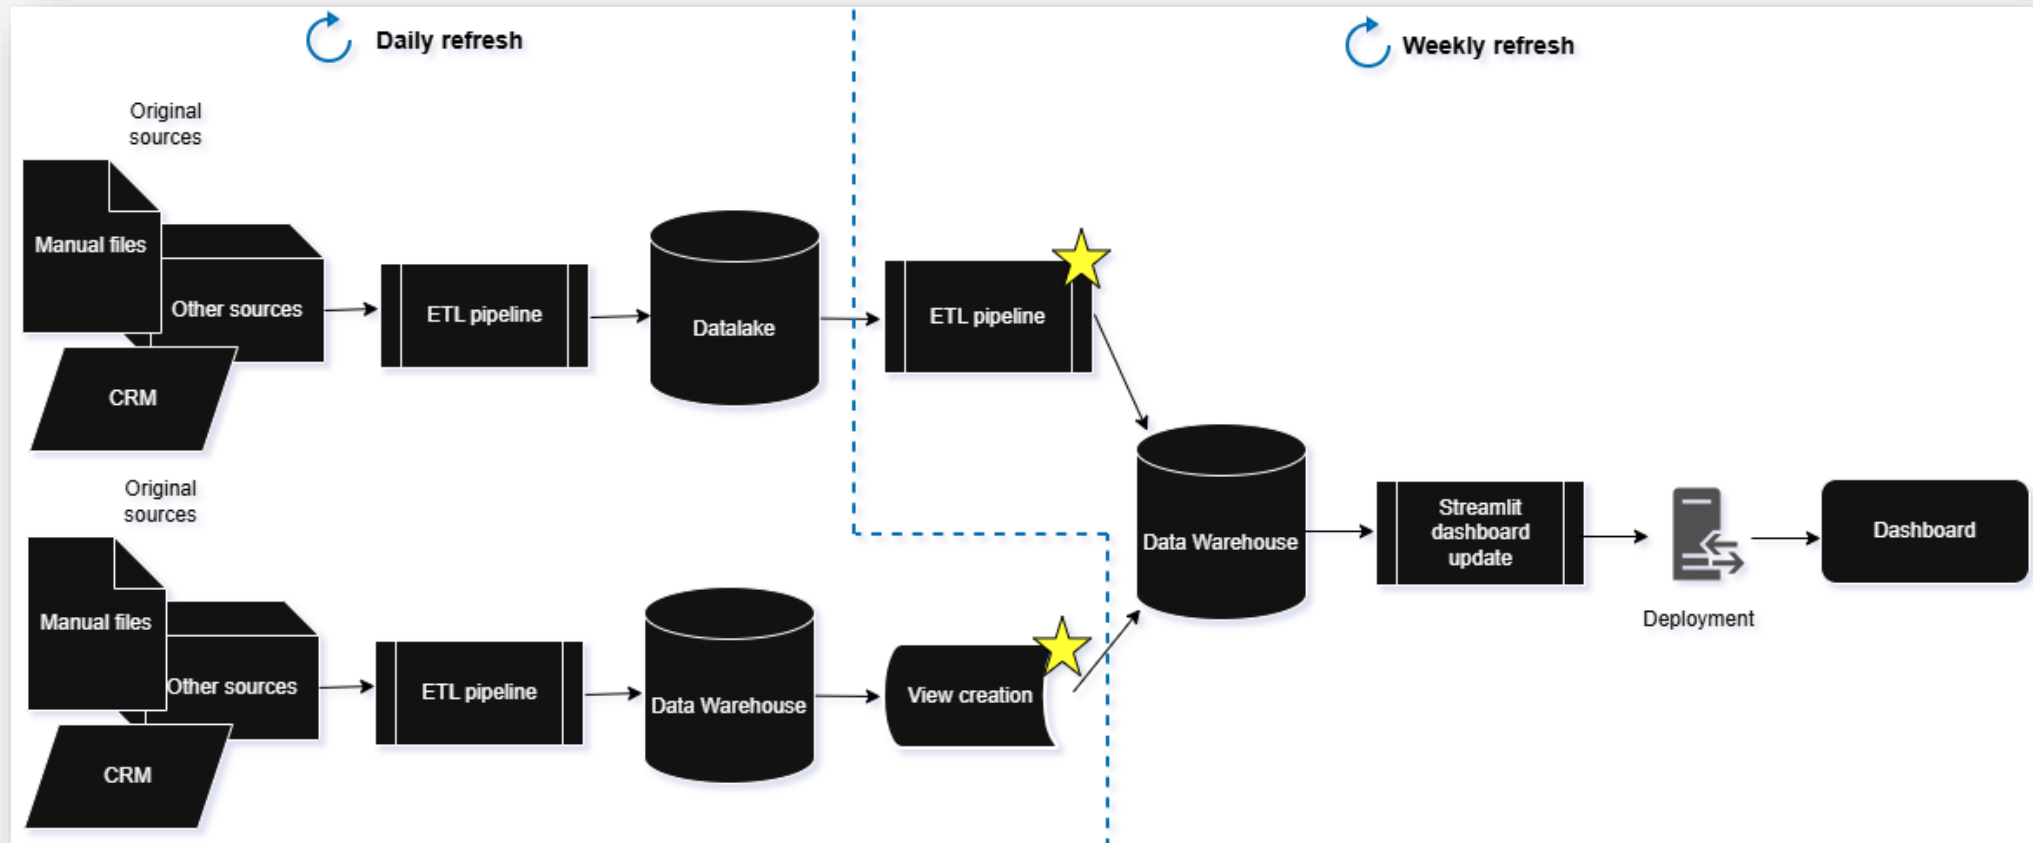 Daily refresh
Weekly refresh
Original
sources
Manual files
Other sources
CRM
ETL pipeline
Datalake
ETL pipeline
Original
sources
Manual files
Other sources
CRM
ETL pipeline
Data Warehouse
View creation
Data Warehouse
Streamlit
dashboard
update
Deployment
Dashboard